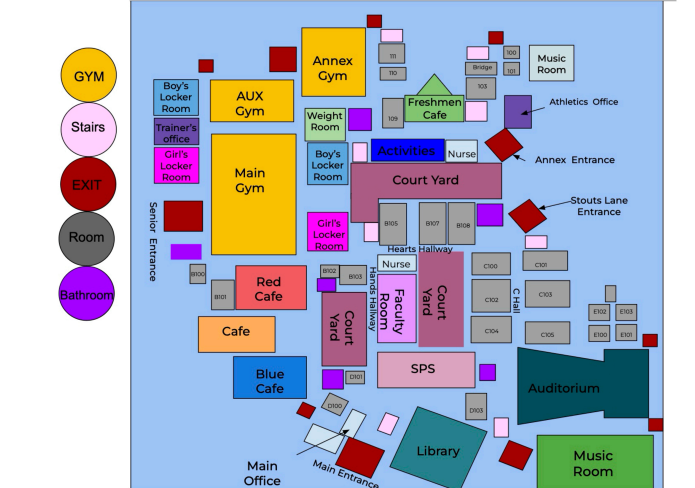 GYM
Stairs
EXIT
Room
Bathroom
Annex
Gym
111
110
109
100
Bridge
101
103
Music
Room
Boy's
Locker
Room
AUX
Gym
Weight
Room
Freshmen
Cafe
Athletics Office
Trainer's
office
Girl's
Locker
Room
Main
Gym
Boy's
Locker
Room
Activities
Nurse
Annex Entrance
Court Yard
Stouts Lane
Entrance
Senior Entrance
Girl's
Locker
Room
B105
B107
B108
Hearts Hallway
B100
B101
Red
Cafe
B102
B103
Hands Hallway
Nurse
Faculty
Room
Court
Yard
C100
C101
C102
C Hall
C103
C104
C105
E102
E103
E100
E101
Cafe
Court
Yard
Blue
Cafe
D101
SPS
Auditorium
D100
D103
Library
Main
Office
Main Entrance
Music
Room